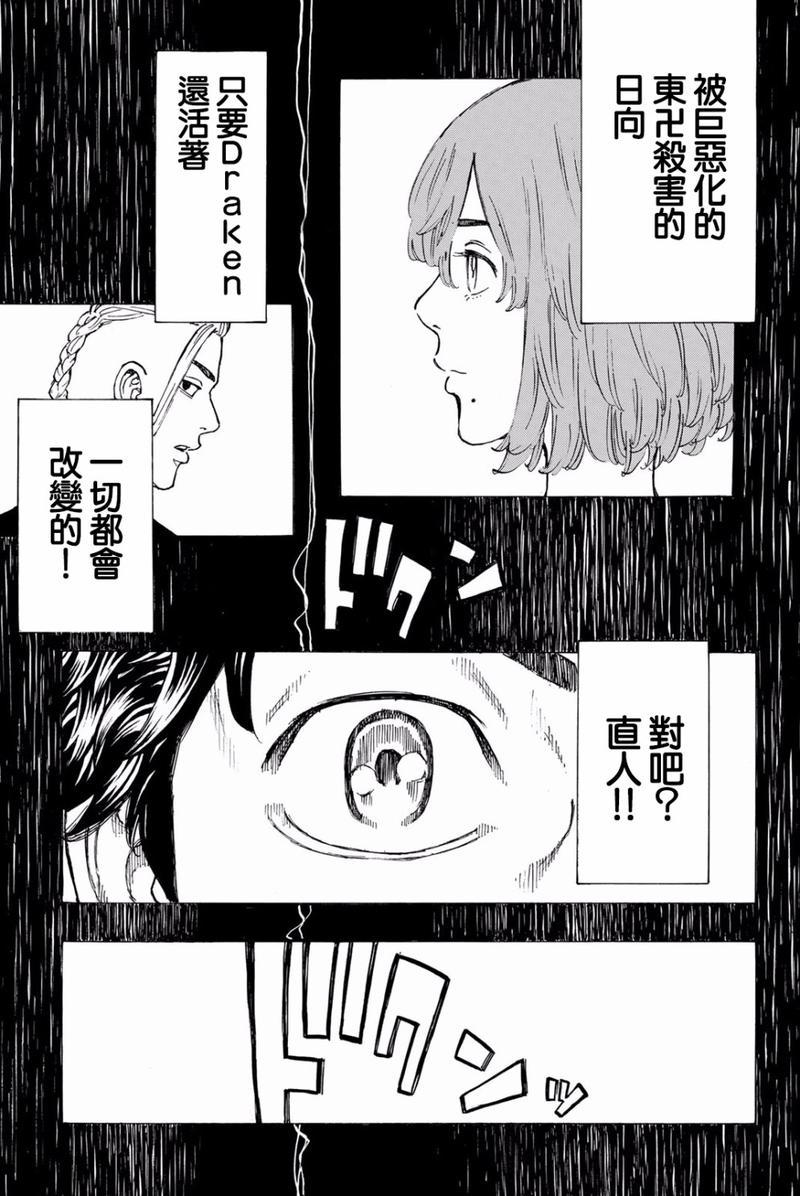 被巨惡化的
東卍殺害的
日向
只要Draken
還活著
一切都會
改變的！
ドクン
對吧？
直人!!
ドクンッ